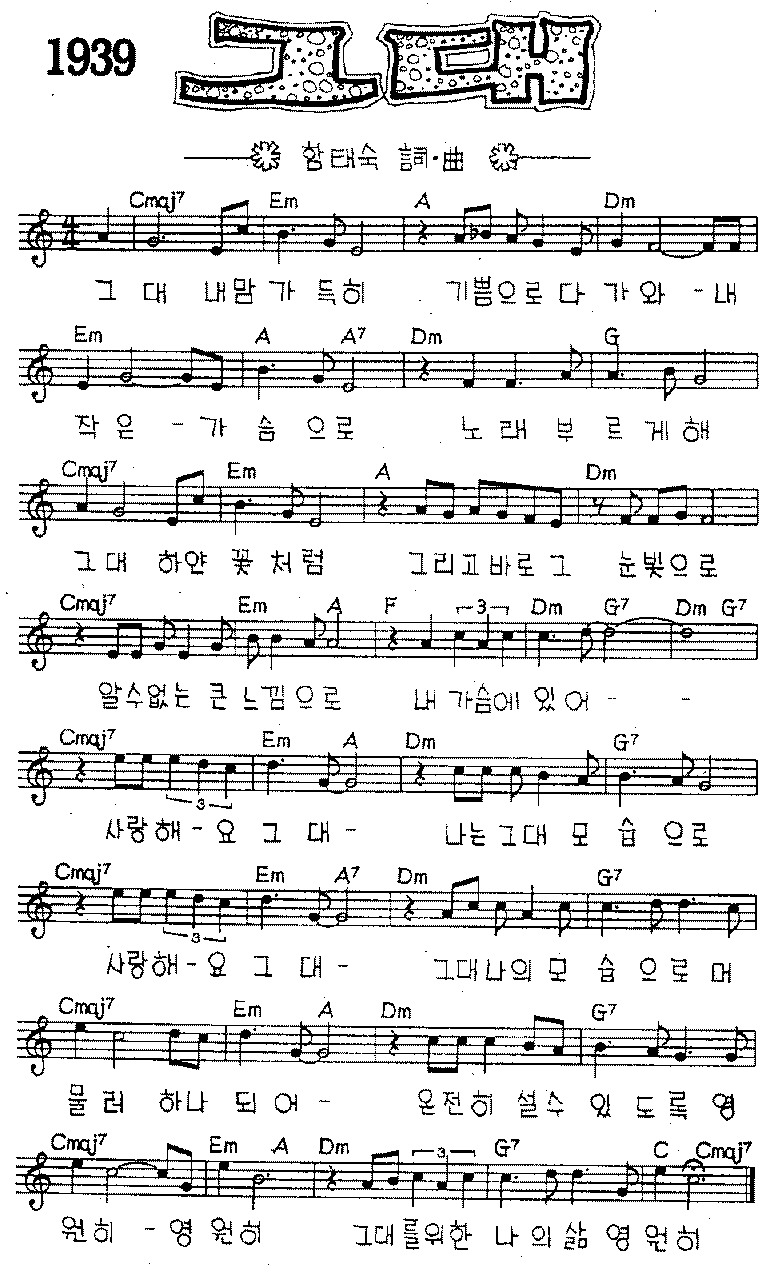 1939
그대
함태숙 詞·曲
Cmaj7 Em A Dm
그 대 내맘 가 득히 기쁨으로 다 가 와 - 내
Em A A7 Dm G
작 은 - 가 슴 으 로 노 래 부 르 게 해
Cmaj7 Em A Dm
그 대 하얀 꽃 처 럼 그리고바로 그 눈빛으로
Cmaj7 Em A F 3 Dm G7 Dm G7
알수없는 큰 느낌으로 내 가슴에 있 어 - -
Cmaj7 Em A Dm G7
3
사랑해 - 요 그 대 - 나는그대 모 습 으로
Cmaj7 Em A7 Dm G7
3
사랑해 - 요 그 대 - 그대나의 모 습 으로 머
Cmaj7 Em A Dm G7
물 러 하나 되 어 - 온전히 설수 있 도록 영
Cmaj7 Em A Dm 3 G7 C Cmaj7
원히 - 영 원히 그대를위한 나 의 삶 영 원히